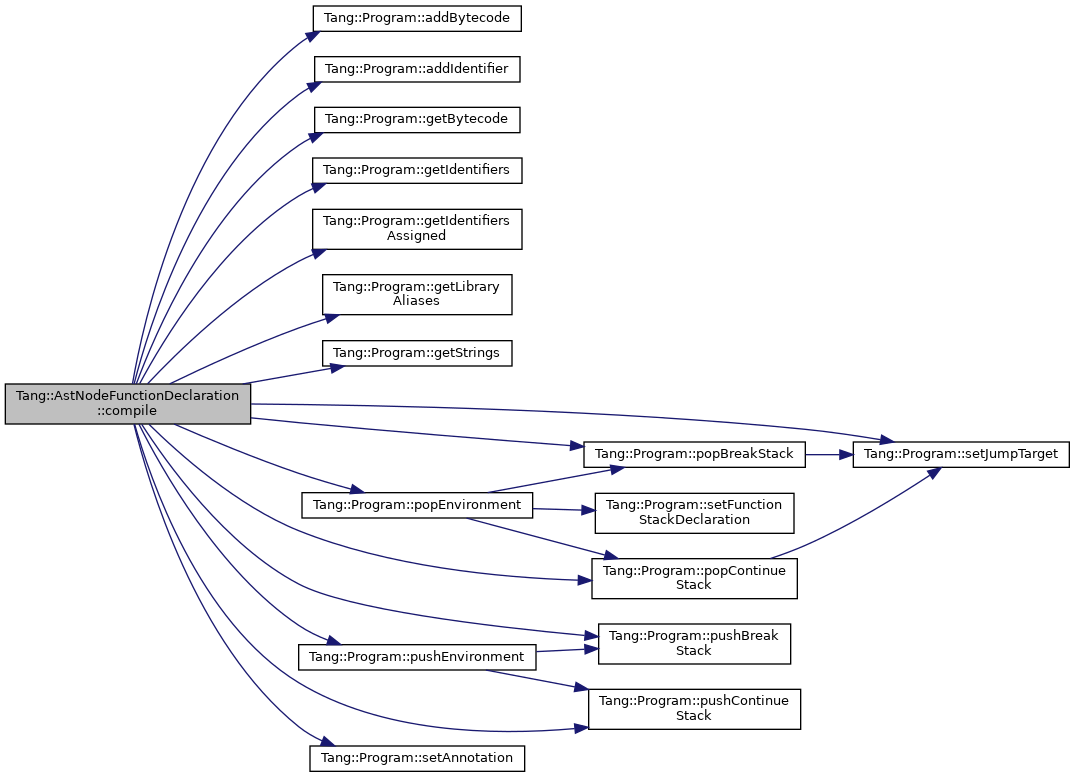 Tang::Program::addBytecode
Tang::Program::addIdentifier
Tang::Program::getBytecode
Tang::Program::getIdentifiers
Tang::Program::getIdentifiers
Assigned
Tang::Program::getLibrary
Aliases
Tang::Program::getStrings
Tang::AstNodeFunctionDeclaration
::compile
Tang::Program::popBreakStack
Tang::Program::setJumpTarget
Tang::Program::popEnvironment
Tang::Program::setFunction
StackDeclaration
Tang::Program::popContinue
Stack
Tang::Program::pushBreak
Stack
Tang::Program::pushEnvironment
Tang::Program::pushContinue
Stack
Tang::Program::setAnnotation